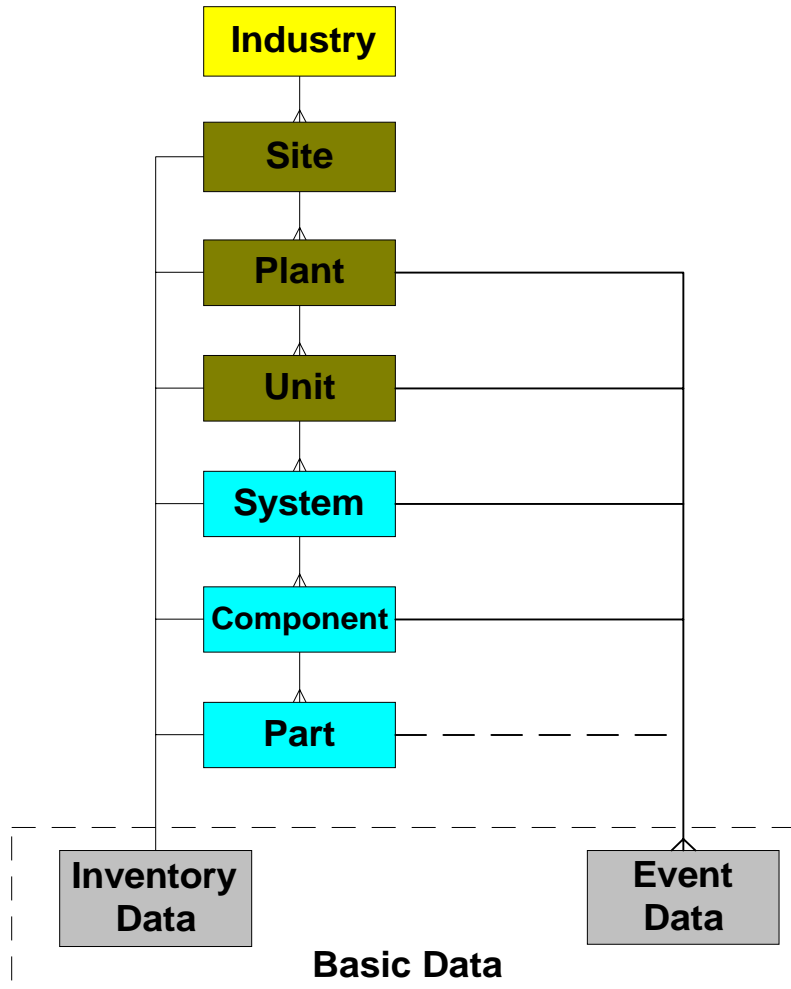 Industry
Site
Plant
Unit
System
Component
Part
Inventory
Data
Event
Data
Basic Data